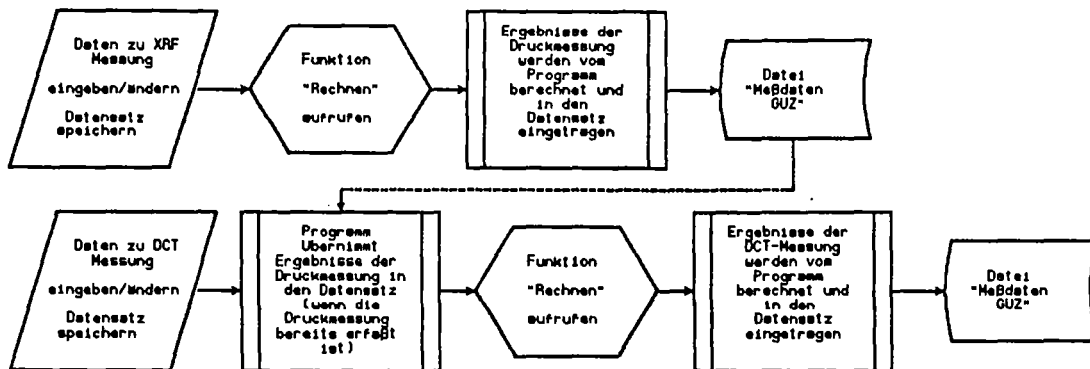 Daten zu XRF
Messung
eingeben/ändern
Datensatz
speichern
Funktion
"Rechnen"
aufrufen
Ergebnisse der
Druckmessung
werden vom
Programm
berechnet und
in den
Datensatz
eingetragen
Datei
"Meßdaten
GUZ"
Daten zu DCT
Messung
eingeben/ändern
Datensatz
speichern
Programm
Übernimmt
Ergebnisse der
Druckmessung in
den Datensatz
(wenn die
Druckmessung
bereits erfaßt
ist)
Funktion
"Rechnen"
aufrufen
Ergebnisse der
DCT-Messung
werden vom
Programm
berechnet und
in den
Datensatz
eingetragen
Datei
"Meßdaten
GUZ"